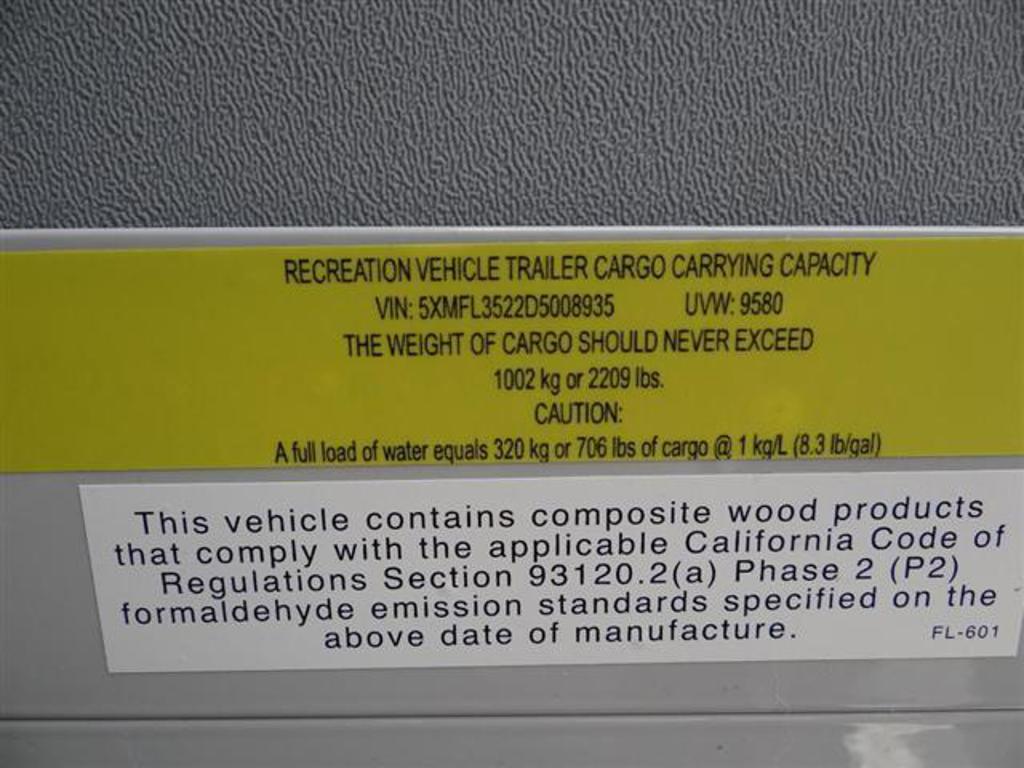 RECREATION VEHICLE TRAILER CARGO CARRYING CAPACITY
VIN: 5XMFL3522D5008935 UVW: 9580
THE WEIGHT OF CARGO SHOULD NEVER EXCEED
1002 kg or 2209 lbs.
CAUTION:
A full load of water equals 320 kg or 706 lbs of cargo @ 1 kg/L (8.3 lb/gal)
This vehicle contains composite wood products
that comply with the applicable California Code of
Regulations Section 93120.2(a) Phase 2 (P2)
formaldehyde emission standards specified on the
above date of manufacture.
FL-601